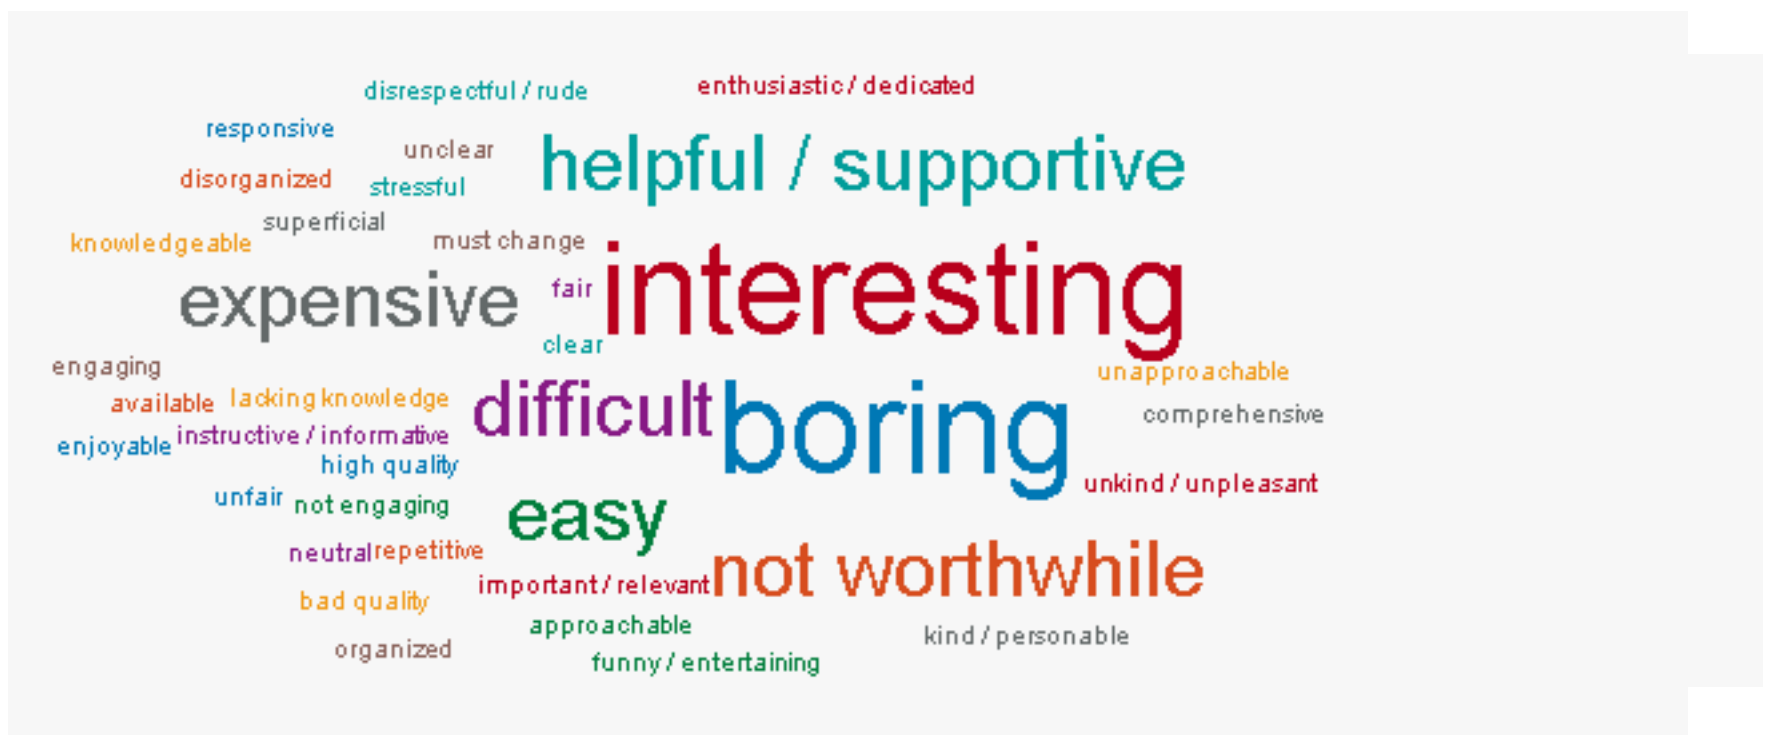 enthusiastic / dedicated
disrespectful / rude
responsive
unclear
helpful / supportive
disorganized
stressful
superficial
knowledgeable
must change
expensive
fair
interesting
clear
engaging
unapproachable
available
lacking knowledge
difficult
boring
comprehensive
enjoyable
instructive / informative
high quality
unkind / unpleasant
unfair
not engaging
easy
neutral
repetitive
not worthwhile
important / relevant
bad quality
approachable
kind / personable
organized
funny / entertaining